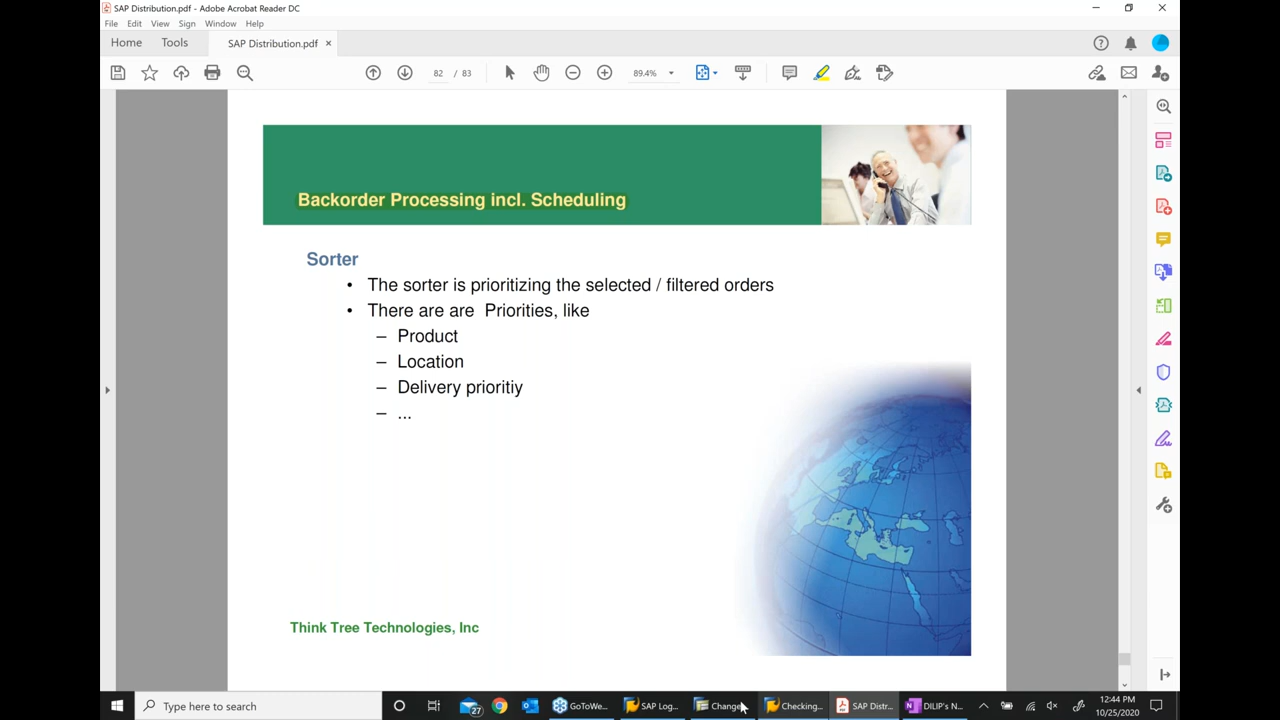 SAP Distribution.pdf - Adobe Acrobat Reader DC
File Edit View Sign Window Help
Home Tools SAP Distribution.pdf ×
82 / 83 89.4%
Backorder Processing incl. Scheduling
Sorter
• The sorter is prioritizing the selected / filtered orders
• There are are Priorities, like
– Product
– Location
– Delivery prioritiy
– ...
Think Tree Technologies, Inc
Type here to search 27 GoToWe... SAP Log... Change Checking... SAP Distr... DILIP's N... 12:44 PM
10/25/2020